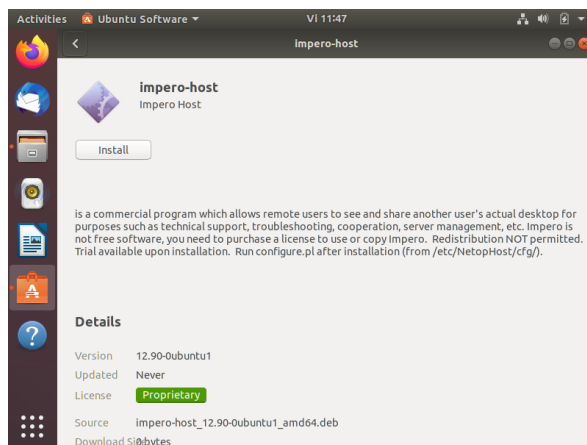 Activities Ubuntu Software Vi 11:47
impero-host
impero-host
Impero Host
Install
is a commercial program which allows remote users to see and share another user's actual desktop for
purposes such as technical support, troubleshooting, cooperation, server management, etc. Impero is
not free software, you need to purchase a license to use or copy Impero. Redistribution NOT permitted.
Trial available upon installation. Run configure.pl after installation (from /etc/NetopHost/cfg/).
Details
Version 12.90-0ubuntu1
Updated Never
License Proprietary
Source impero-host_12.90-0ubuntu1_amd64.deb
Download Si 0 bytes